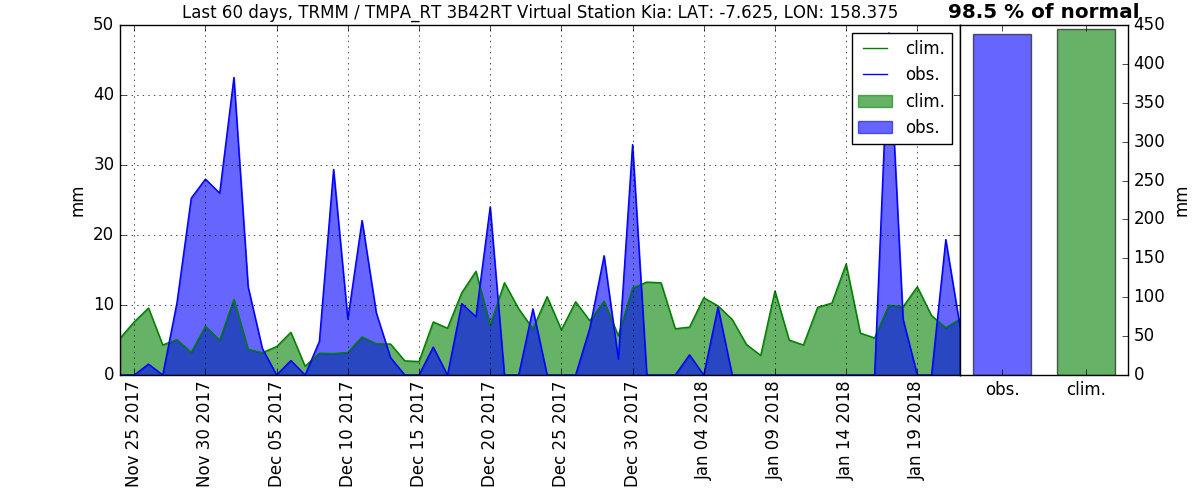 Last 60 days, TRMM / TMPA_RT 3B42RT Virtual Station Kia: LAT: -7.625, LON: 158.375
98.5 % of normal
50
40
30
20
10
0
mm
clim.
obs.
clim.
obs.
450
400
350
300
250
200
150
100
50
0
mm
obs.
clim.
Nov 25 2017
Nov 30 2017
Dec 05 2017
Dec 10 2017
Dec 15 2017
Dec 20 2017
Dec 25 2017
Dec 30 2017
Jan 04 2018
Jan 09 2018
Jan 14 2018
Jan 19 2018